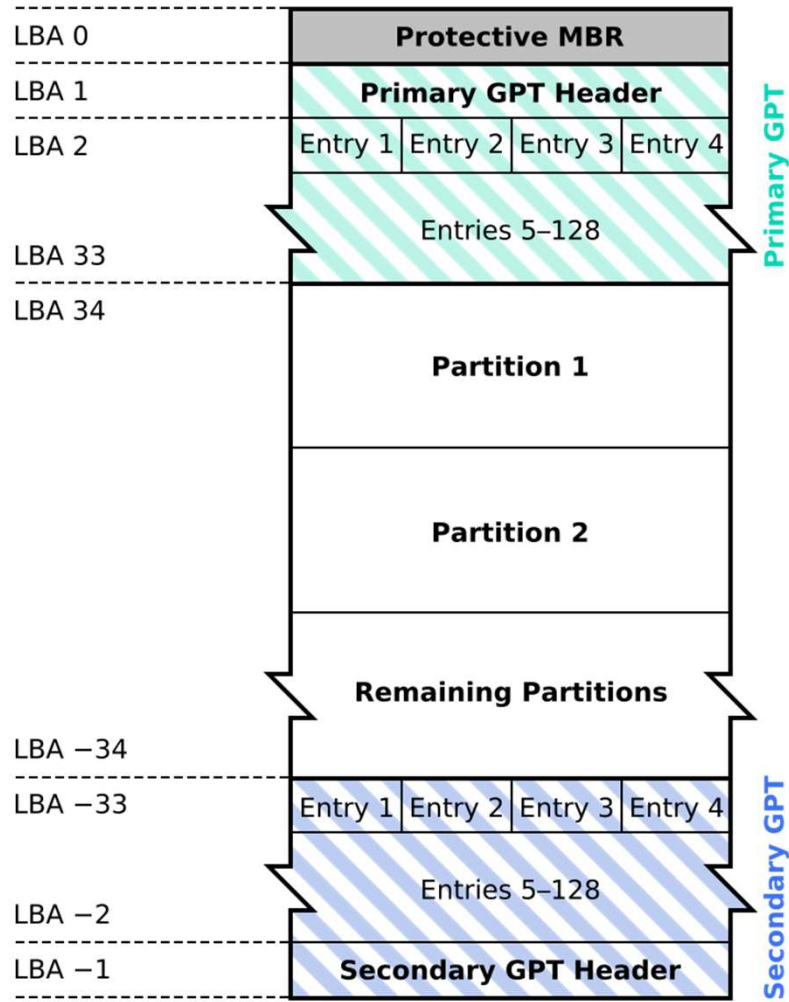 LBA 0
Protective MBR
LBA 1
Primary GPT Header
LBA 2
Entry 1 Entry 2 Entry 3 Entry 4
Primary GPT
Entries 5–128
LBA 33
LBA 34
Partition 1
Partition 2
Remaining Partitions
LBA −34
LBA −33
Entry 1 Entry 2 Entry 3 Entry 4
Secondary GPT
Entries 5–128
LBA −2
LBA −1
Secondary GPT Header